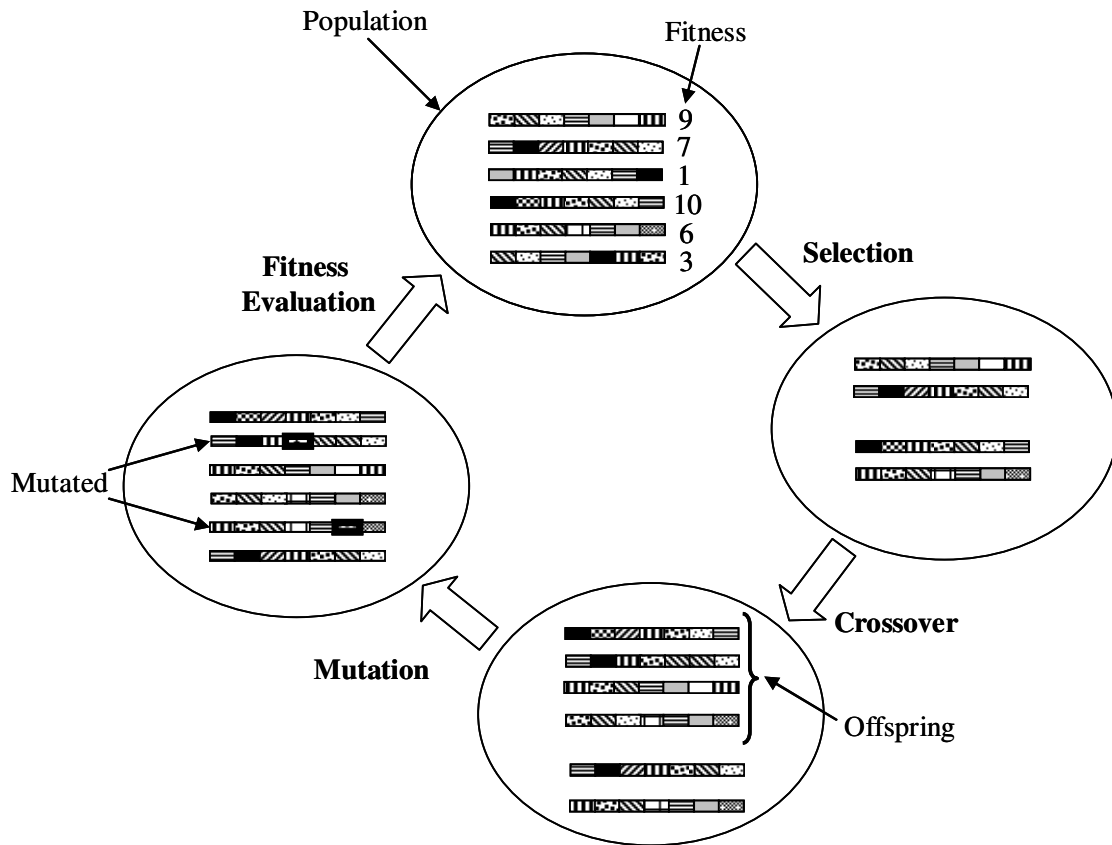 Population
Fitness
9
7
1
10
6
3
Selection
Fitness
Evaluation
Mutated
Crossover
Mutation
Offspring